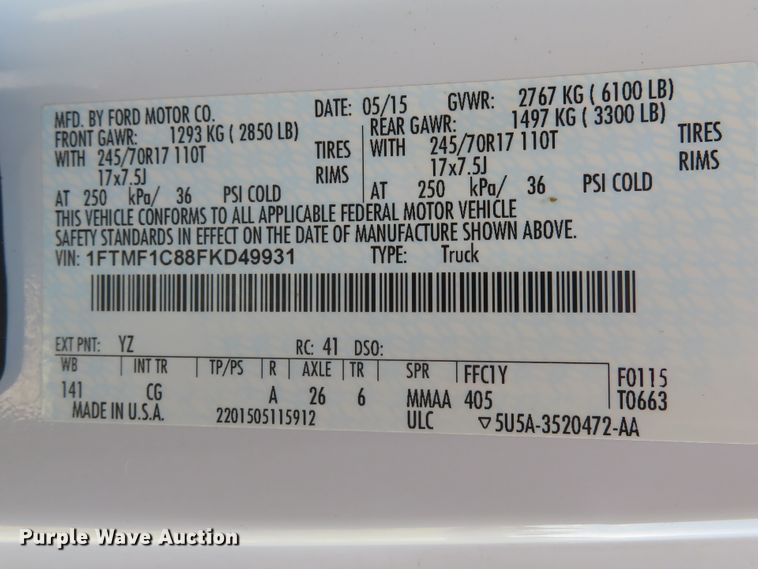 MFD. BY FORD MOTOR CO. DATE: 05/15 GVWR: 2767 KG ( 6100 LB)
FRONT GAWR: 1293 KG ( 2850 LB) REAR GAWR: 1497 KG ( 3300 LB)
WITH 245/70R17 110T TIRES WITH 245/70R17 110T TIRES
17x7.5J RIMS 17x7.5J RIMS
AT 250 kPa/ 36 PSI COLD AT 250 kPa/ 36 PSI COLD
THIS VEHICLE CONFORMS TO ALL APPLICABLE FEDERAL MOTOR VEHICLE
SAFETY STANDARDS IN EFFECT ON THE DATE OF MANUFACTURE SHOWN ABOVE.
VIN: 1FTMF1C88FKD49931 TYPE: Truck
EXT PNT: YZ RC: 41 DSO:
WB INT TR TP/PS R AXLE TR SPR FFC1Y F0115
141 CG A 26 6 MMAA 405 T0663
MADE IN U.S.A. 2201505115912 ULC ▽5U5A-3520472-AA
Purple Wave Auction